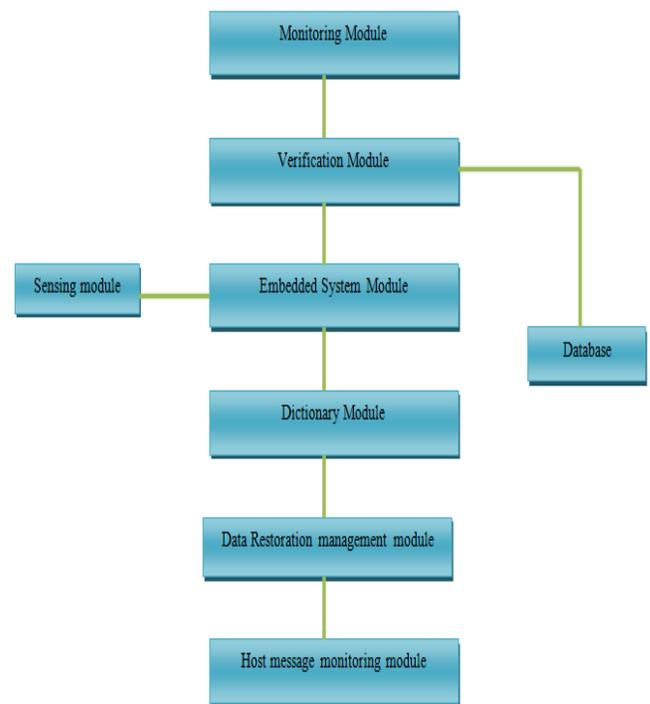 Monitoring Module
Verification Module
Sensing module
Embedded System Module
Database
Dictionary Module
Data Restoration management module
Host message monitoring module